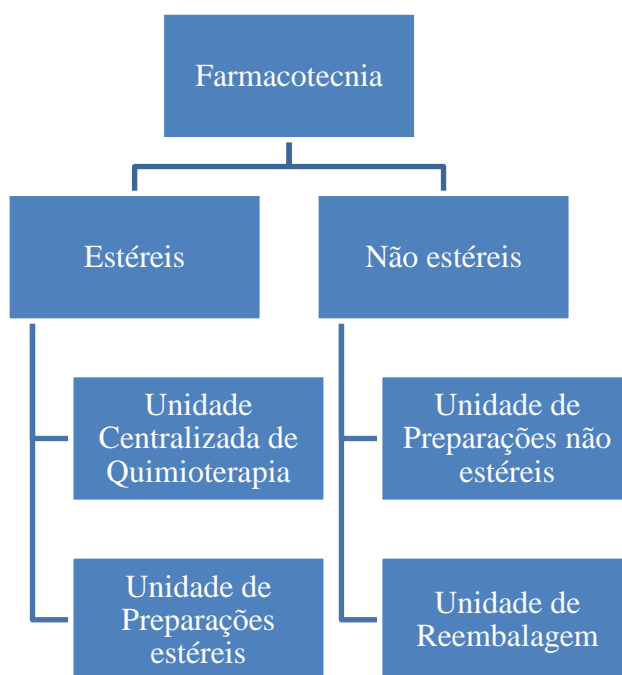 Farmacotecnia
Estéreis
Não estéreis
Unidade
Centralizada de
Quimioterapia
Unidade de
Preparações não
estéreis
Unidade de
Preparações
estéreis
Unidade de
Reembalagem